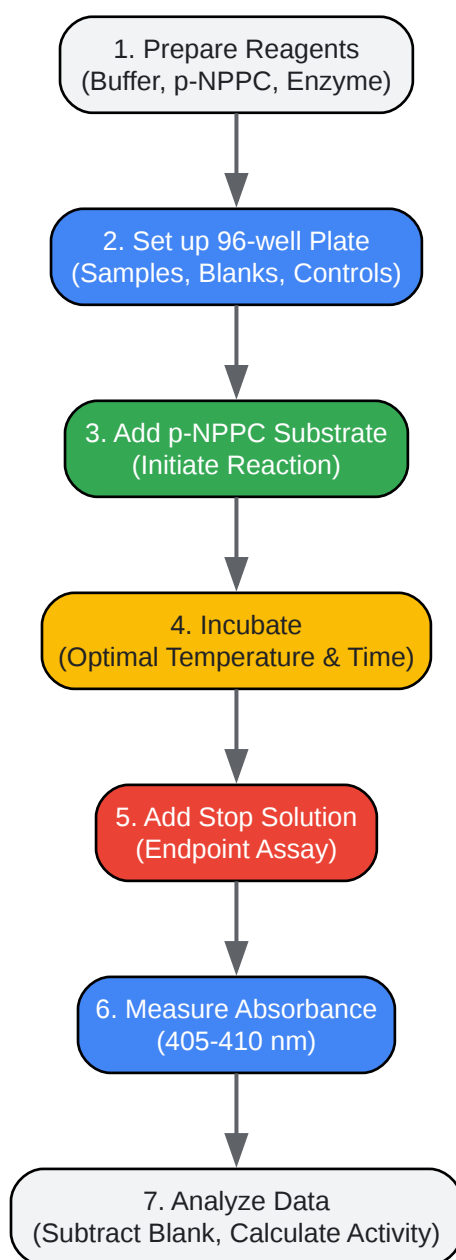 1. Prepare Reagents
(Buffer, p-NPPC, Enzyme)
2. Set up 96-well Plate
(Samples, Blanks, Controls)
3. Add p-NPPC Substrate
(Initiate Reaction)
4. Incubate
(Optimal Temperature & Time)
5. Add Stop Solution
(Endpoint Assay)
6. Measure Absorbance
(405-410 nm)
7. Analyze Data
(Subtract Blank, Calculate Activity)